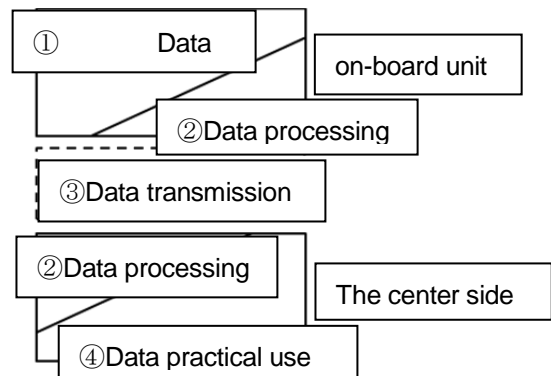 ① Data
on-board unit
②Data processing
③Data transmission
②Data processing
The center side
④Data practical use